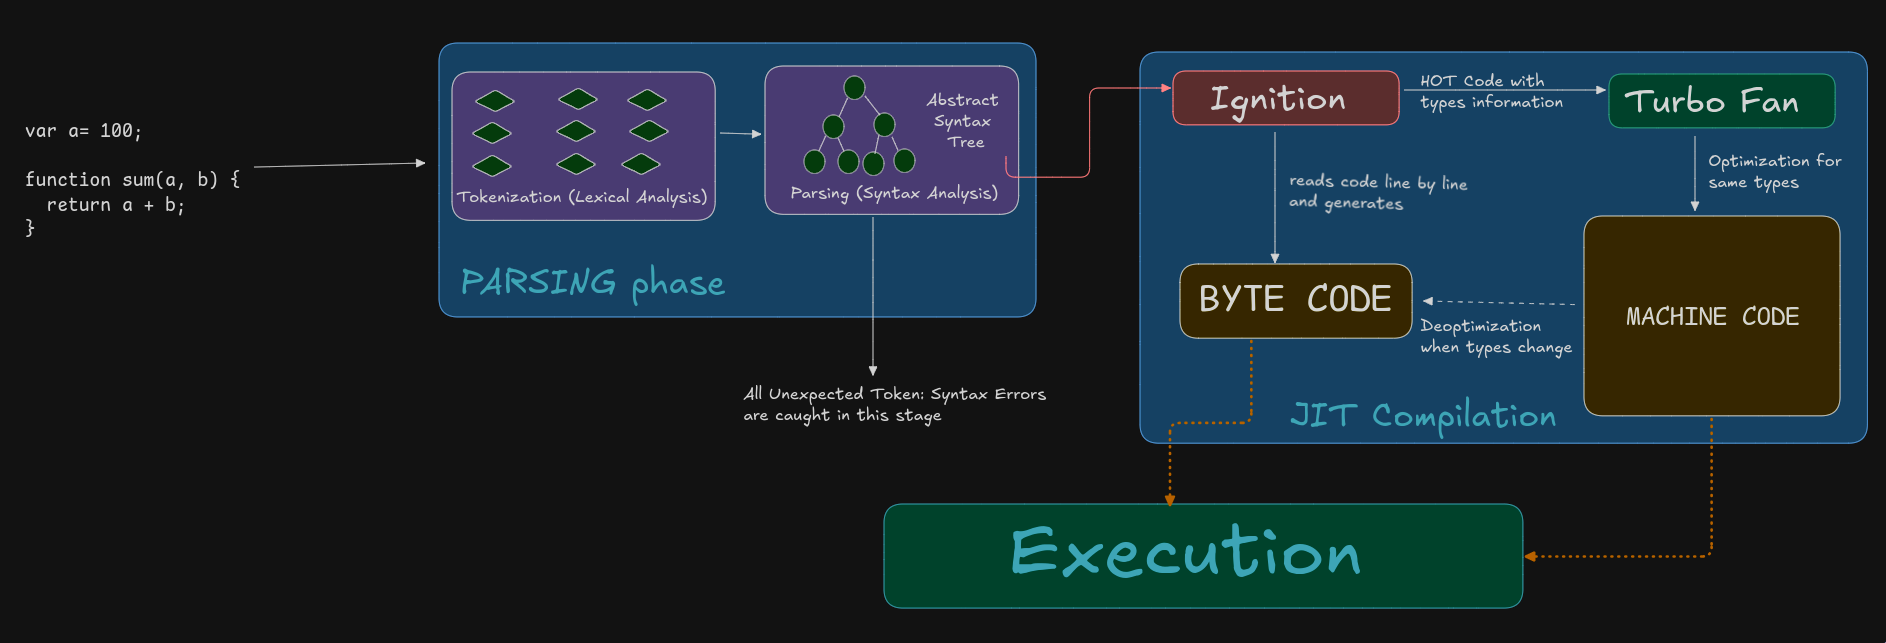 var a= 100;
function sum(a, b) {
return a + b;
}
Tokenization (Lexical Analysis)
Abstract
Syntax
Tree
Parsing (Syntax Analysis)
PARSING phase
All Unexpected Token: Syntax Errors
are caught in this stage
Ignition
HOT Code with
types information
Turbo Fan
reads code line by line
and generates
Optimization for
same types
BYTE CODE
Deoptimization
when types change
MACHINE CODE
JIT Compilation
Execution